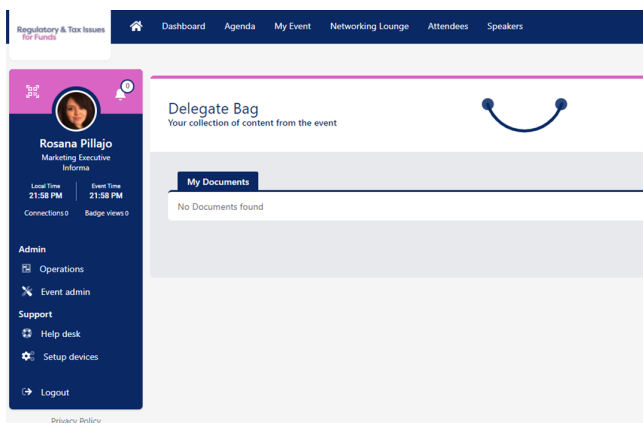 Regulatory & Tax Issues
for Funds
Dashboard Agenda My Event Networking Lounge Attendees Speakers
0
Rosana Pillajo
Marketing Executive
Informa
Local Time Event Time
21:58 PM 21:58 PM
Connections 0 Badge views 0
Admin
Operations
Event admin
Support
Help desk
Setup devices
Logout
Privacy Policy
Delegate Bag
Your collection of content from the event
My Documents
No Documents found